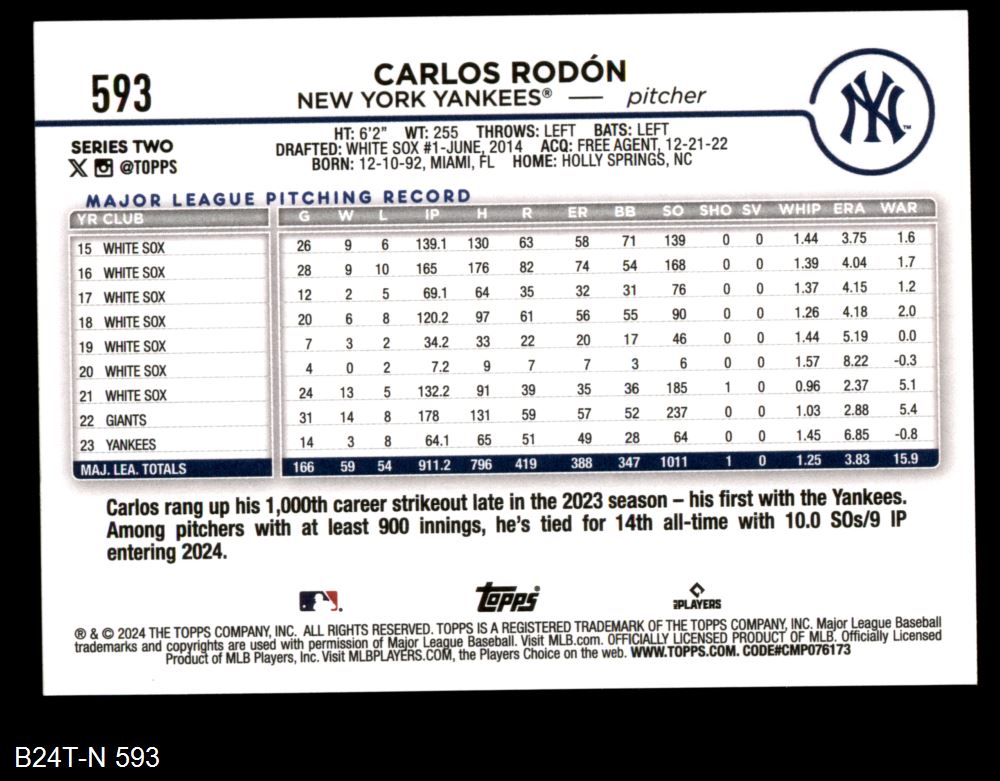 593
CARLOS RODÓN
NEW YORK YANKEES® — pitcher
NY™
SERIES TWO
@TOPPS
HT: 6'2" WT: 255 THROWS: LEFT BATS: LEFT
DRAFTED: WHITE SOX #1-JUNE, 2014 ACQ: FREE AGENT, 12-21-22
BORN: 12-10-92, MIAMI, FL HOME: HOLLY SPRINGS, NC
MAJOR LEAGUE PITCHING RECORD
YR CLUB G W L IP H R ER BB SO SHO SV WHIP ERA WAR
15 WHITE SOX 26 9 6 139.1 130 63 58 71 139 0 0 1.44 3.75 1.6
16 WHITE SOX 28 9 10 165 176 82 74 54 168 0 0 1.39 4.04 1.7
17 WHITE SOX 12 2 5 69.1 64 35 32 31 76 0 0 1.37 4.15 1.2
18 WHITE SOX 20 6 8 120.2 97 61 56 55 90 0 0 1.26 4.18 2.0
19 WHITE SOX 7 3 2 34.2 33 22 20 17 46 0 0 1.44 5.19 0.0
20 WHITE SOX 4 0 2 7.2 9 7 7 3 6 0 0 1.57 8.22 -0.3
21 WHITE SOX 24 13 5 132.2 91 39 35 36 185 1 0 0.96 2.37 5.1
22 GIANTS 31 14 8 178 131 59 57 52 237 0 0 1.03 2.88 5.4
23 YANKEES 14 3 8 64.1 65 51 49 28 64 0 0 1.45 6.85 -0.8
MAJ. LEA. TOTALS 166 59 54 911.2 796 419 388 347 1011 1 0 1.25 3.83 15.9
Carlos rang up his 1,000th career strikeout late in the 2023 season – his first with the Yankees.
Among pitchers with at least 900 innings, he's tied for 14th all-time with 10.0 SOs/9 IP
entering 2024.
TOPPS®
PLAYERS
® & © 2024 THE TOPPS COMPANY, INC. ALL RIGHTS RESERVED. TOPPS IS A REGISTERED TRADEMARK OF THE TOPPS COMPANY, INC. Major League Baseball
trademarks and copyrights are used with permission of Major League Baseball. Visit MLB.com. OFFICIALLY LICENSED PRODUCT OF MLB. Officially Licensed
Product of MLB Players, Inc. Visit MLBPLAYERS.COM, the Players Choice on the web. WWW.TOPPS.COM. CODE#CMP076173
B24T-N 593